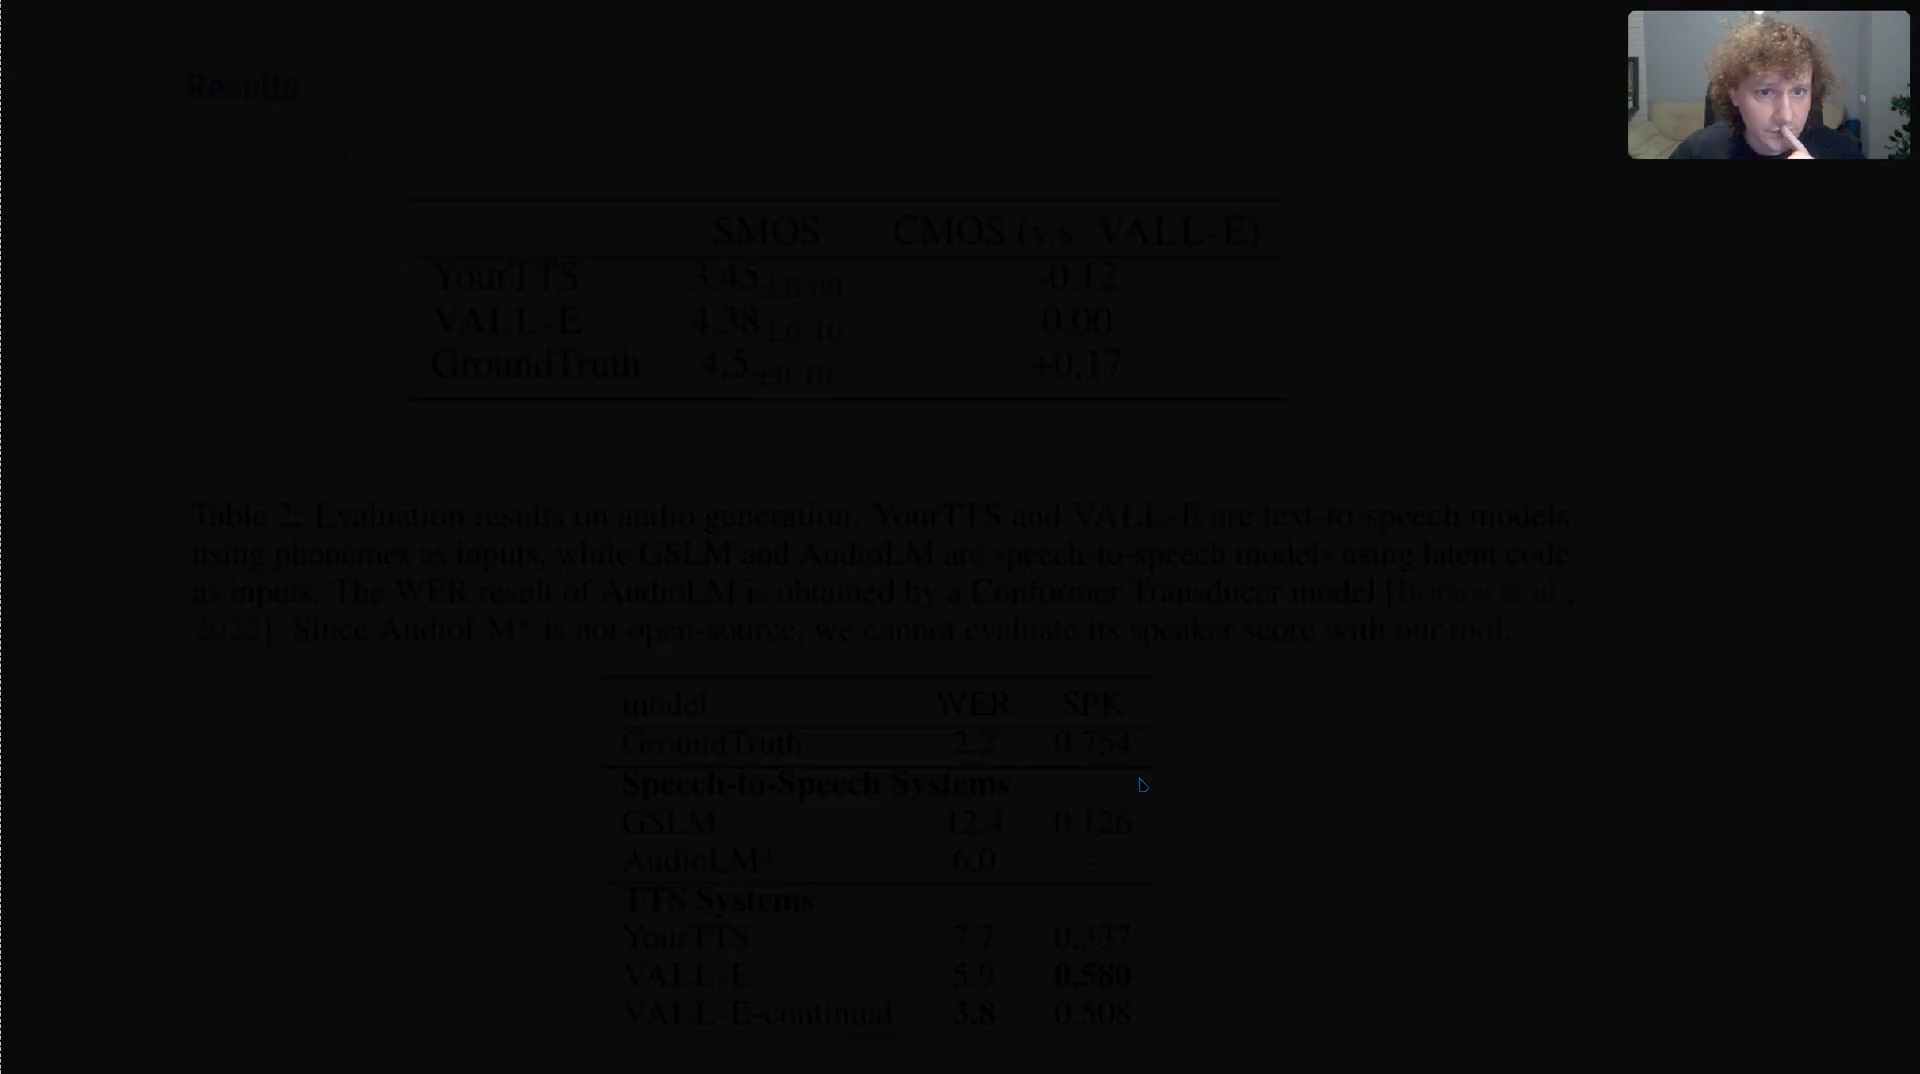 Results
SMOS CMOS (v.s. VALL-E)
YourTTS 3.45±0.09 -0.12
VALL-E 4.38±0.10 0.00
GroundTruth 4.5±0.10 +0.17
Table 2: Evaluation results on audio generation. YourTTS and VALL-E are text-to-speech models
using phonemes as inputs, while GSLM and AudioLM are speech-to-speech models using latent code
as inputs. The WER result of AudioLM is obtained by a Conformer Transducer model [Borsos et al.,
2022]. Since AudioLM* is not open-source, we cannot evaluate its speaker score with our tool.
model WER SPK
GroundTruth 2.2 0.754
Speech-to-Speech Systems
GSLM 12.4 0.126
AudioLM* 6.0 -
TTS Systems
YourTTS 7.7 0.337
VALL-E 5.9 0.580
VALL-E-continual 3.8 0.508